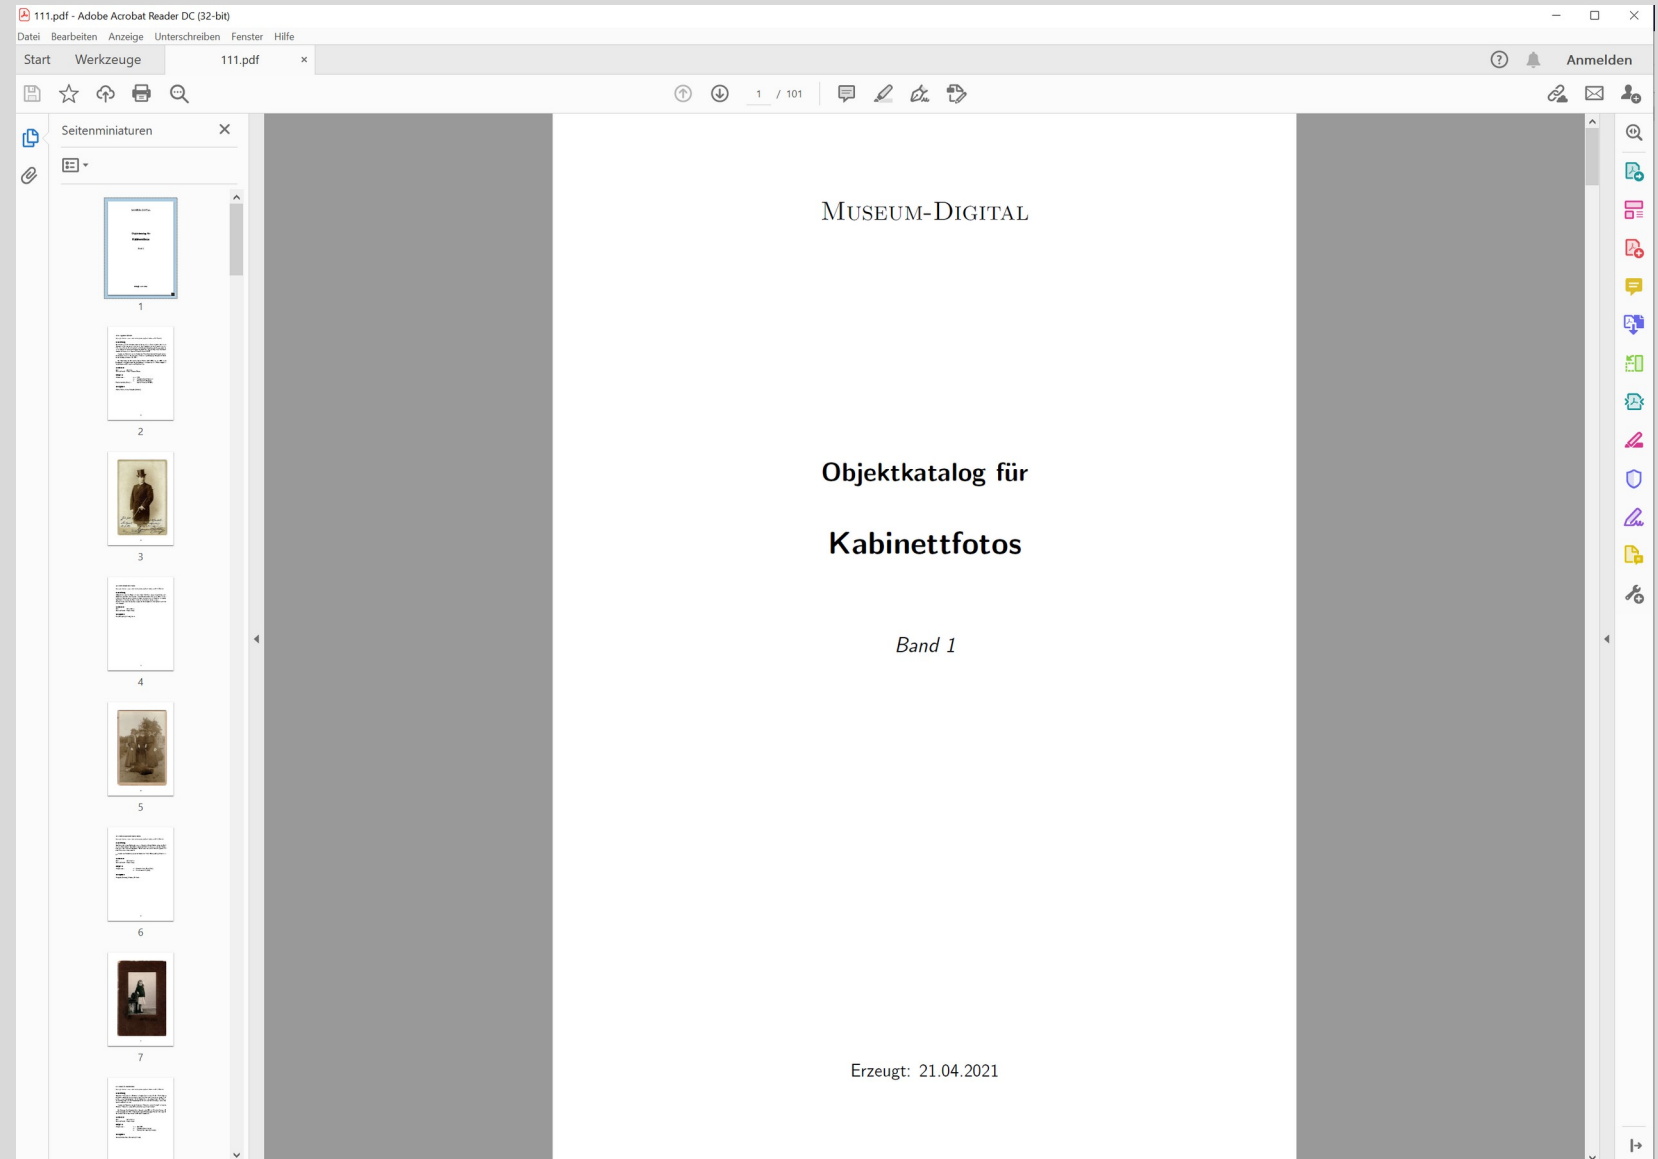 111.pdf - Adobe Acrobat Reader DC (32-bit)
Datei Bearbeiten Anzeige Unterschreiben Fenster Hilfe
Start Werkzeuge 111.pdf Anmelden
1 / 101
Seitenminiaturen
1
2
3
4
5
6
7
MUSEUM-DIGITAL
Objektkatalog für
Kabinettfotos
Band 1
Erzeugt: 21.04.2021